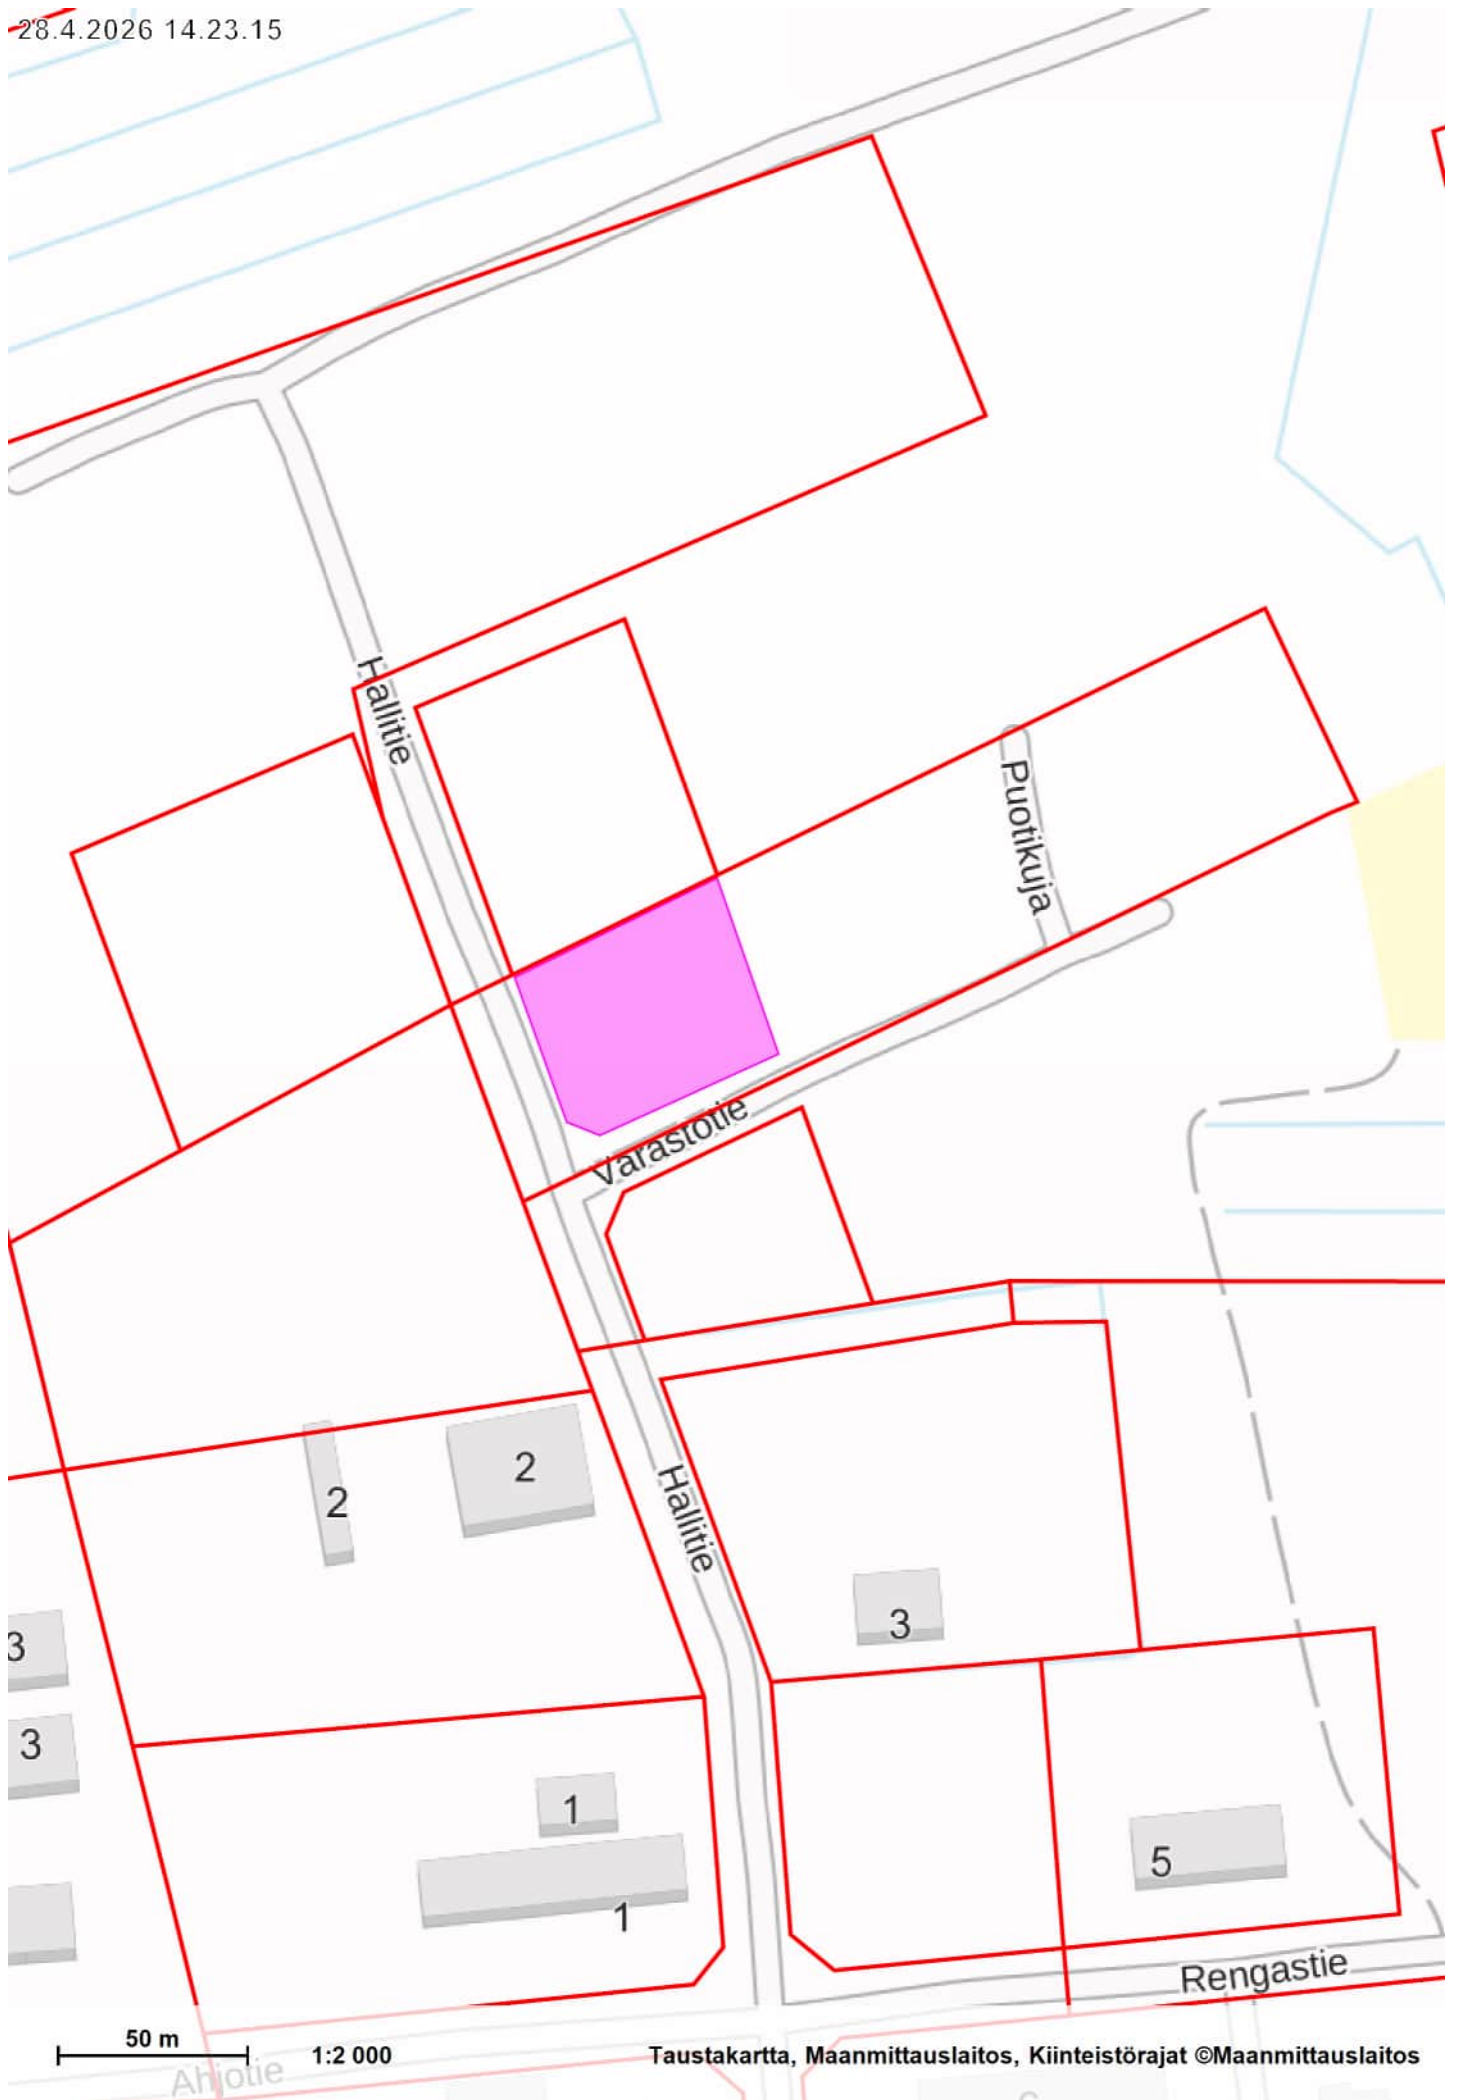 28.4.2026 14.23.15
Hallitie
Puotikuja
Varastotie
2
2
Hallitie
3
3
3
1
5
1
Rengastie
50 m
1:2 000
Taustakartta, Maanmittauslaitos, Kiinteistörajat ©Maanmittauslaitos
Ahjotie